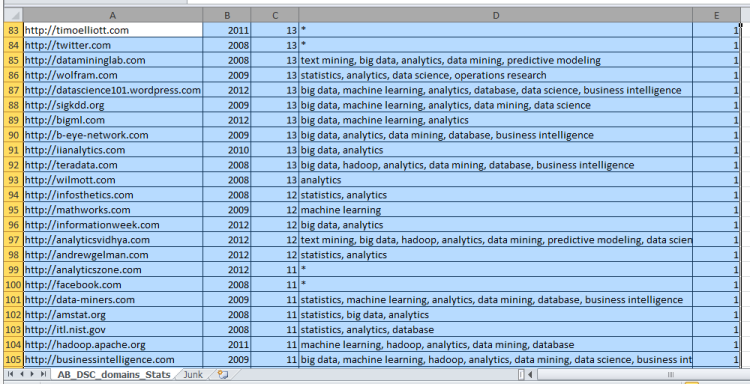 A B C D E
83 http://timoelliott.com 2011 13 * 1
84 http://twitter.com 2008 13 * 1
85 http://dataminingblab.com 2008 13 text mining, big data, analytics, data mining, predictive modeling 1
86 http://wolfram.com 2009 13 statistics, analytics, data science, operations research 1
87 http://datascience101.wordpress.com 2012 13 big data, machine learning, analytics, database, data science, business intelligence 1
88 http://sigkdd.org 2009 13 big data, machine learning, analytics, data mining, data science 1
89 http://bigml.com 2012 13 big data, machine learning, analytics 1
90 http://b-eye-network.com 2009 13 big data, analytics, data mining, database, business intelligence 1
91 http://iianalytics.com 2010 13 big data, analytics 1
92 http://teradata.com 2008 13 big data, hadoop, analytics, data mining, database, business intelligence 1
93 http://wilmott.com 2008 13 analytics 1
94 http://infosthetics.com 2008 12 statistics, analytics 1
95 http://mathworks.com 2009 12 machine learning 1
96 http://informationweek.com 2012 12 big data, analytics 1
97 http://analyticsvidhya.com 2012 12 text mining, big data, hadoop, analytics, data mining, predictive modeling, data scien 1
98 http://andrewgelman.com 2012 12 statistics, analytics 1
99 http://analyticszone.com 2012 11 * 1
100 http://facebook.com 2008 11 * 1
101 http://data-miners.com 2009 11 statistics, machine learning, analytics, data mining, database, business intelligence 1
102 http://amstat.org 2012 11 statistics, big data, analytics 1
103 http://itl.nist.gov 2008 11 statistics, analytics, database 1
104 http://hadoop.apache.org 2011 11 machine learning, hadoop, analytics, data mining, database 1
105 http://businessintelligence.com 2009 11 big data, machine learning, hadoop, analytics, data mining, data science, business int 1
AB_DSC_domains_Stats Junk